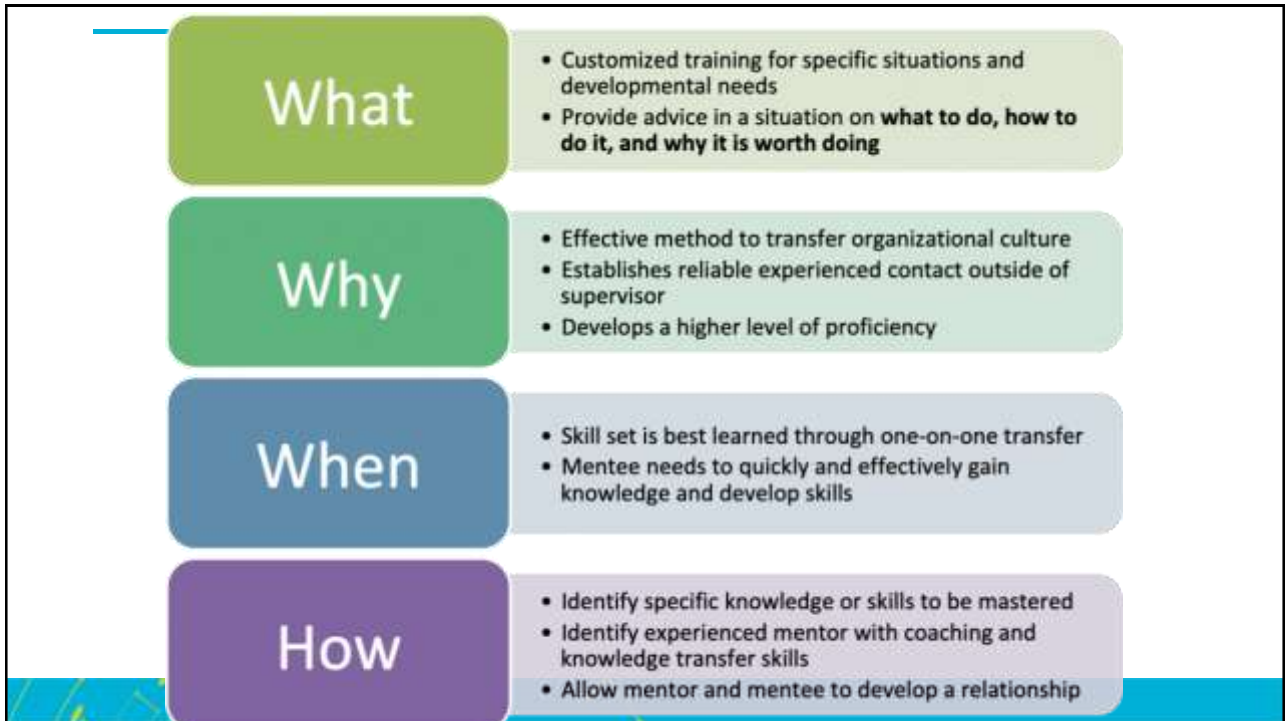 What
• Customized training for specific situations and
developmental needs
• Provide advice in a situation on what to do, how to
do it, and why it is worth doing
Why
• Effective method to transfer organizational culture
• Establishes reliable experienced contact outside of
supervisor
• Develops a higher level of proficiency
When
• Skill set is best learned through one-on-one transfer
• Mentee needs to quickly and effectively gain
knowledge and develop skills
How
• Identify specific knowledge or skills to be mastered
• Identify experienced mentor with coaching and
knowledge transfer skills
• Allow mentor and mentee to develop a relationship